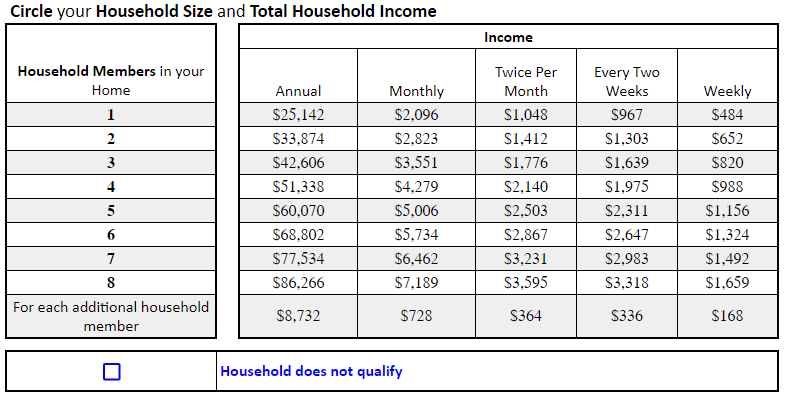 Circle your Household Size and Total Household Income
Income
Household Members in your
Home
Annual
Monthly
Twice Per
Month
Every Two
Weeks
Weekly
1 $25,142 $2,096 $1,048 $967 $484
2 $33,874 $2,823 $1,412 $1,303 $652
3 $42,606 $3,551 $1,776 $1,639 $820
4 $51,338 $4,279 $2,140 $1,975 $988
5 $60,070 $5,006 $2,503 $2,311 $1,156
6 $68,802 $5,734 $2,867 $2,647 $1,324
7 $77,534 $6,462 $3,231 $2,983 $1,492
8 $86,266 $7,189 $3,595 $3,318 $1,659
For each additional household
member
$8,732 $728 $364 $336 $168
Household does not qualify